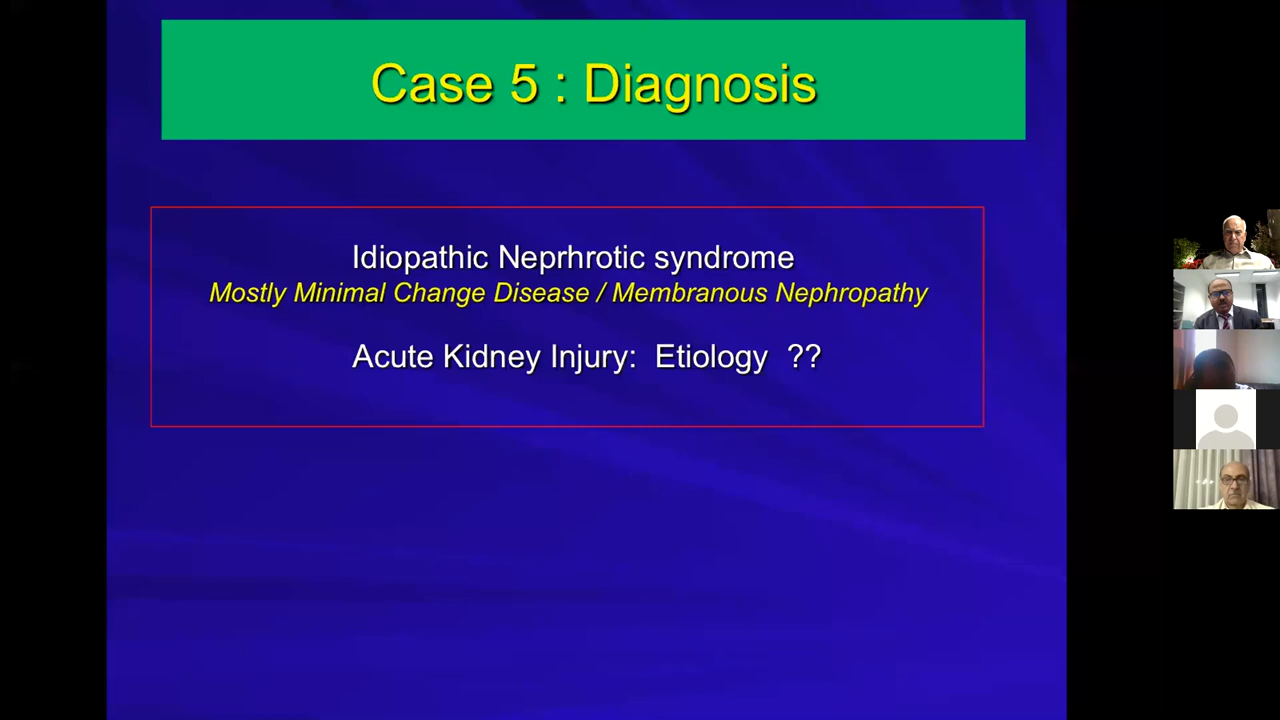 Case 5 : Diagnosis
Idiopathic Neprhrotic syndrome
Mostly Minimal Change Disease / Membranous Nephropathy
Acute Kidney Injury: Etiology ??